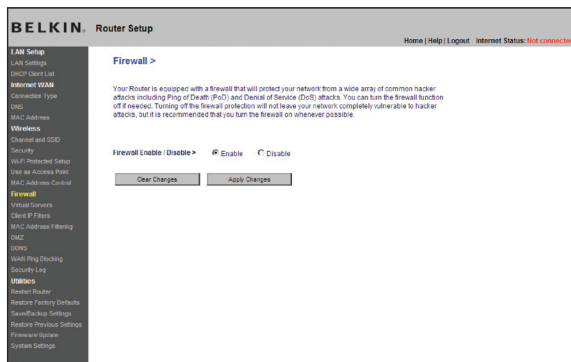 BELKIN. Router Setup
Home | Help | Logout Internet Status: Not connected
LAN Setup
LAN Settings
DHCP Client List
Internet WAN
Connection Type
DNS
MAC Address
Wireless
Channel and SSID
Security
Wi-Fi Protected Setup
Use as Access Point
MAC Address Control
Firewall
Virtual Servers
Client IP Filters
MAC Address Filtering
DMZ
DDNS
WAN Ping Blocking
Security Log
Utilities
Restart Router
Restore Factory Defaults
Save/Backup Settings
Restore Previous Settings
Firmware Update
System Settings
Firewall >
Your Router is equipped with a firewall that will protect your network from a wide array of common hacker
attacks including Ping of Death (PoD) and Denial of Service (DoS) attacks. You can turn the firewall function
off if needed. Turning off the firewall protection will not leave your network completely vulnerable to hacker
attacks, but it is recommended that you turn the firewall on whenever possible.
Firewall Enable / Disable > Enable Disable
Clear Changes Apply Changes